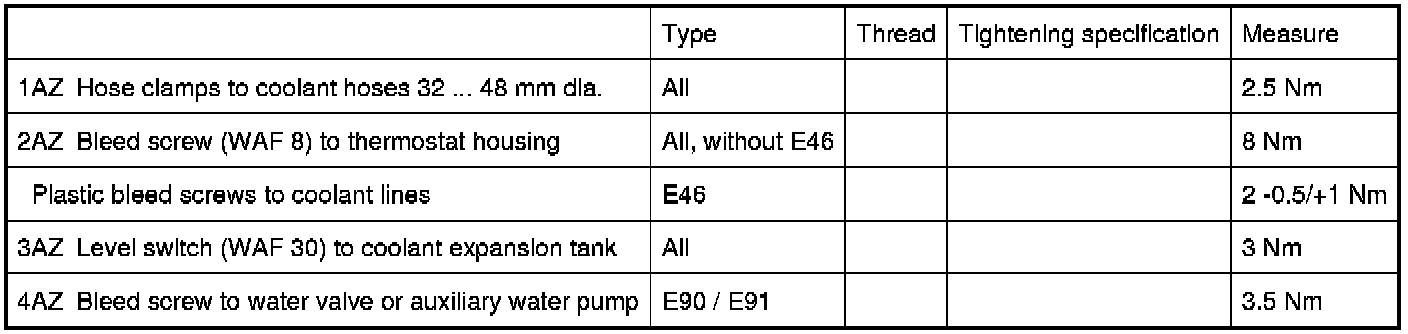 Type Thread Tightening specification Measure
1AZ Hose clamps to coolant hoses 32 ... 48 mm dia. All 2.5 Nm
2AZ Bleed screw (WAF 8) to thermostat housing All, without E46 8 Nm
Plastic bleed screws to coolant lines E46 2 -0.5/+1 Nm
3AZ Level switch (WAF 30) to coolant expansion tank All 3 Nm
4AZ Bleed screw to water valve or auxiliary water pump E90 / E91 3.5 Nm